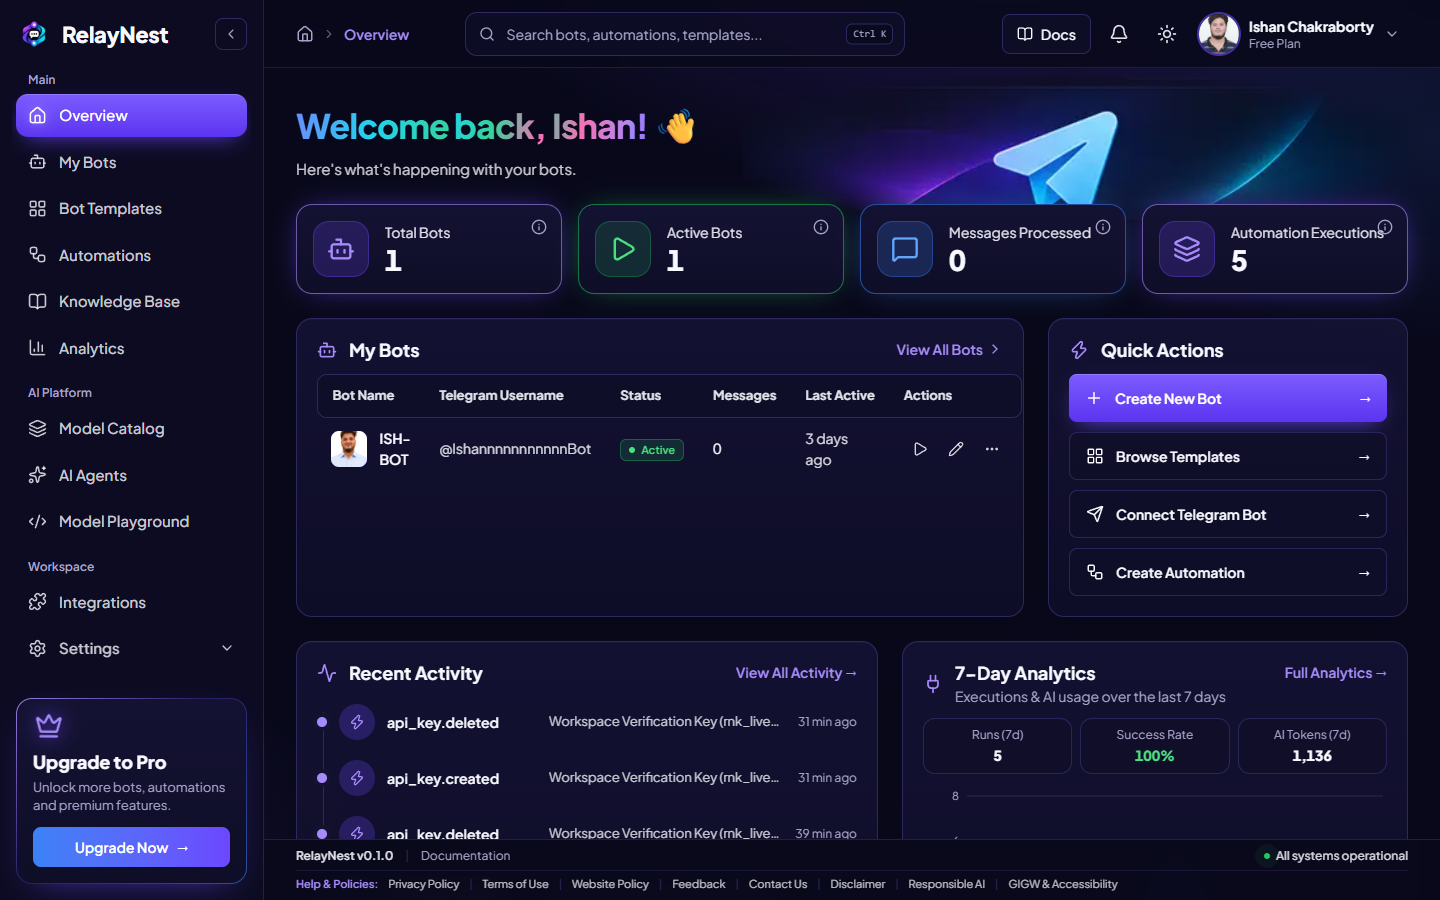 RelayNest
Main
Overview
My Bots
Bot Templates
Automations
Knowledge Base
Analytics
AI Platform
Model Catalog
AI Agents
Model Playground
Workspace
Integrations
Settings
Upgrade to Pro
Unlock more bots, automations
and premium features.
Upgrade Now →
Overview
Search bots, automations, templates...
Ctrl K
Docs
Ishan Chakraborty
Free Plan
Welcome back, Ishan! 👋
Here's what's happening with your bots.
Total Bots
1
Active Bots
1
Messages Processed
0
Automation Executions
5
My Bots
View All Bots
Bot Name Telegram Username Status Messages Last Active Actions
ISH-
BOT
@IshannnnnnnnnnnBot
Active
0
3 days
ago
Quick Actions
Create New Bot →
Browse Templates →
Connect Telegram Bot →
Create Automation →
Recent Activity
View All Activity →
api_key.deleted Workspace Verification Key (mk_live... 31 min ago
api_key.created Workspace Verification Key (mk_live... 31 min ago
api_key.deleted Workspace Verification Key (mk_live... 39 min ago
7-Day Analytics
Executions & AI usage over the last 7 days
Full Analytics →
Runs (7d)
5
Success Rate
100%
AI Tokens (7d)
1,136
8
RelayNest v0.1.0 Documentation
All systems operational
Help & Policies: Privacy Policy Terms of Use Website Policy Feedback Contact Us Disclaimer Responsible AI GIGW & Accessibility